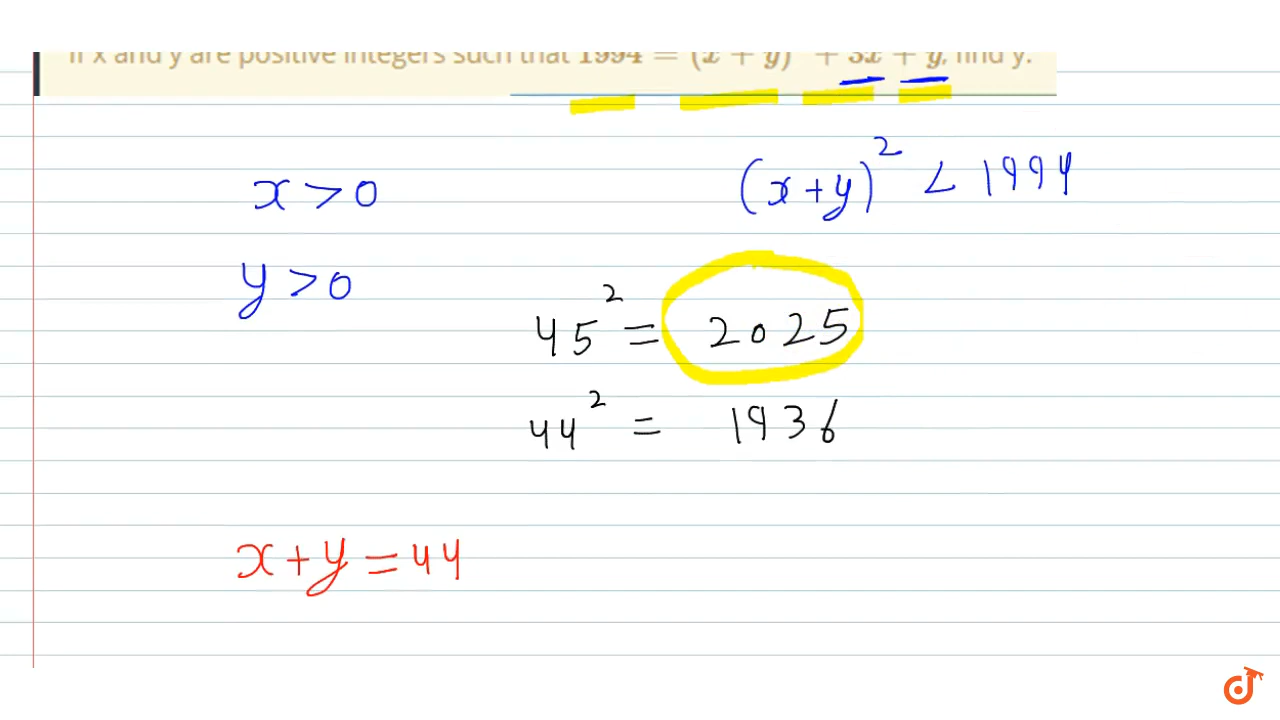 If x and y are positive integers such that 1994 = (x + y) + 3x + y, find y.
x > 0
(x + y)² < 1994
y > 0
45² = 2025
44² = 1936
x + y = 44